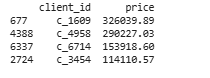 client_id price
677 c_1609 326039.89
4388 c_4958 290227.03
6337 c_6714 153918.60
2724 c_3454 114110.57